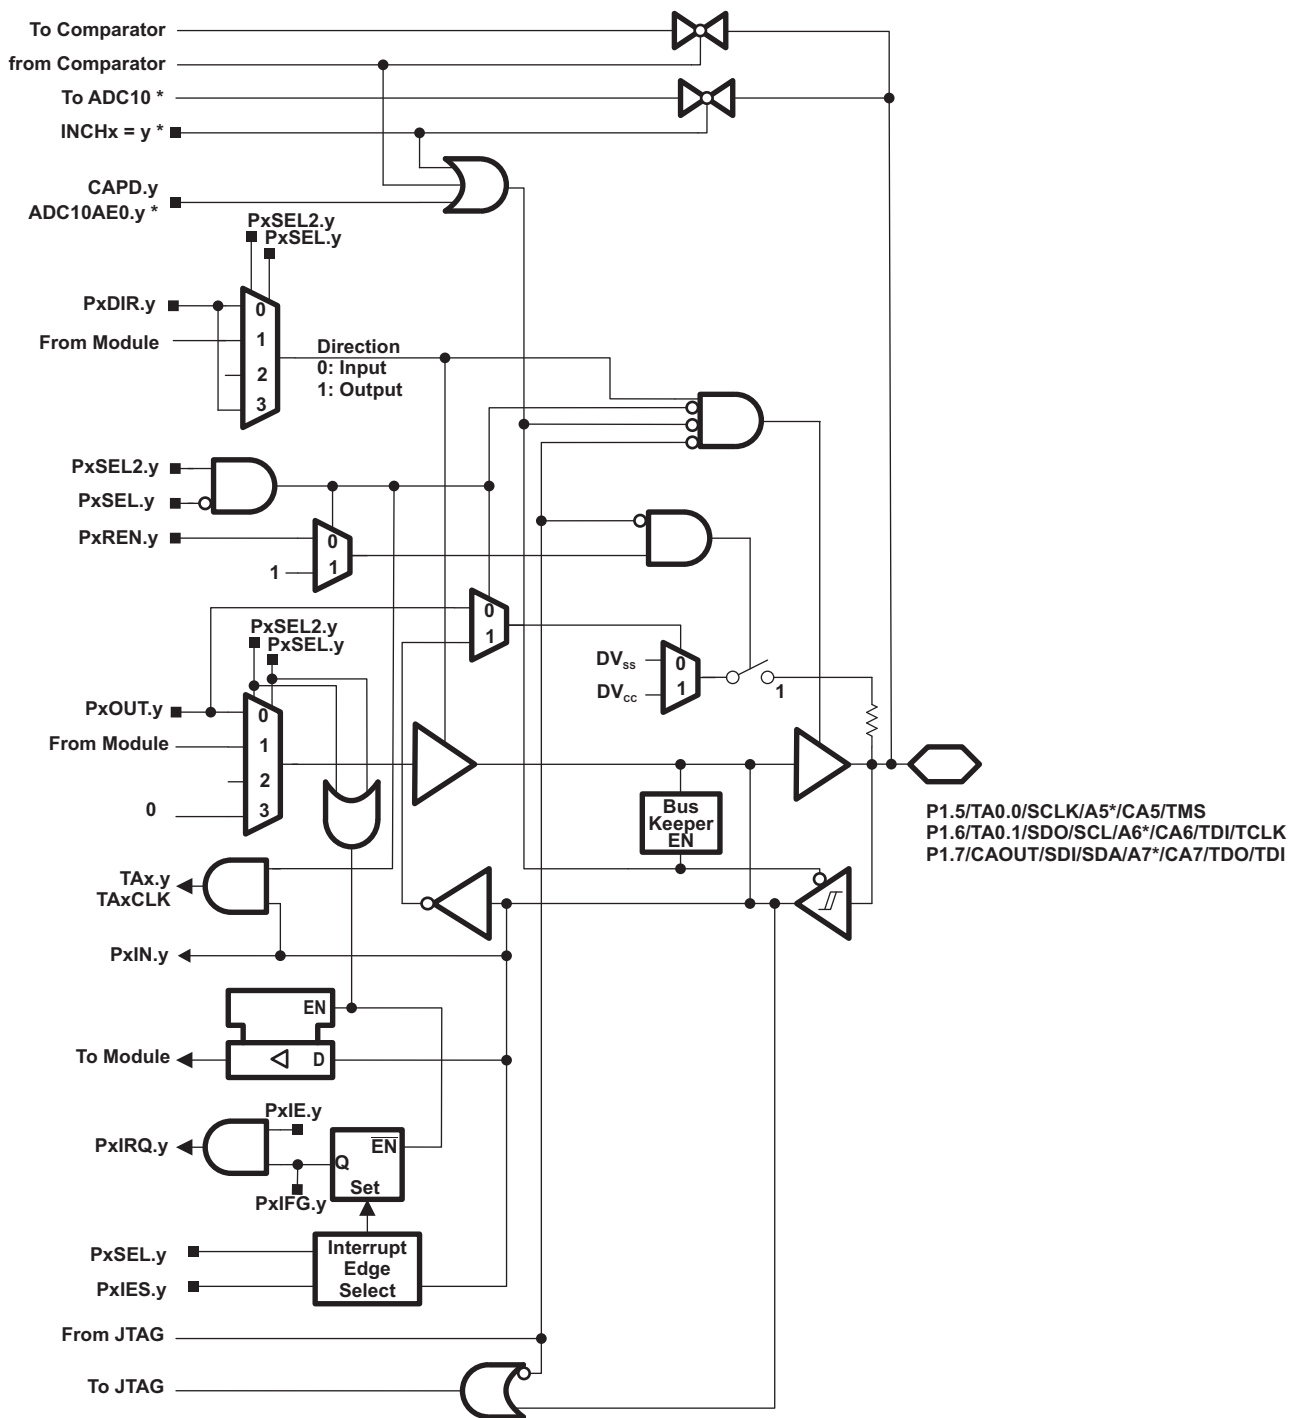 To Comparator
from Comparator
To ADC10 *
INCHx = y *
CAPD.y
ADC10AE0.y *
PxSEL2.y
PxSEL.y
PxDIR.y
0
From Module
1
2
3
Direction
0: Input
1: Output
PxSEL2.y
PxSEL.y
PxREN.y
0
1
1
0
1
PxSEL2.y
PxSEL.y
DVSS
0
DVCC
1
1
PxOUT.y
0
From Module
1
2
0
3
Bus
Keeper
EN
P1.5/TA0.0/SCLK/A5*/CA5/TMS
P1.6/TA0.1/SDO/SCL/A6*/CA6/TDI/TCLK
P1.7/CAOUT/SDI/SDA/A7*/CA7/TDO/TDI
TAx.y
TAxCLK
PxIN.y
EN
To Module
D
PxIE.y
PxIRQ.y
EN
Q
Set
PxIFG.y
PxSEL.y
PxIES.y
Interrupt
Edge
Select
From JTAG
To JTAG